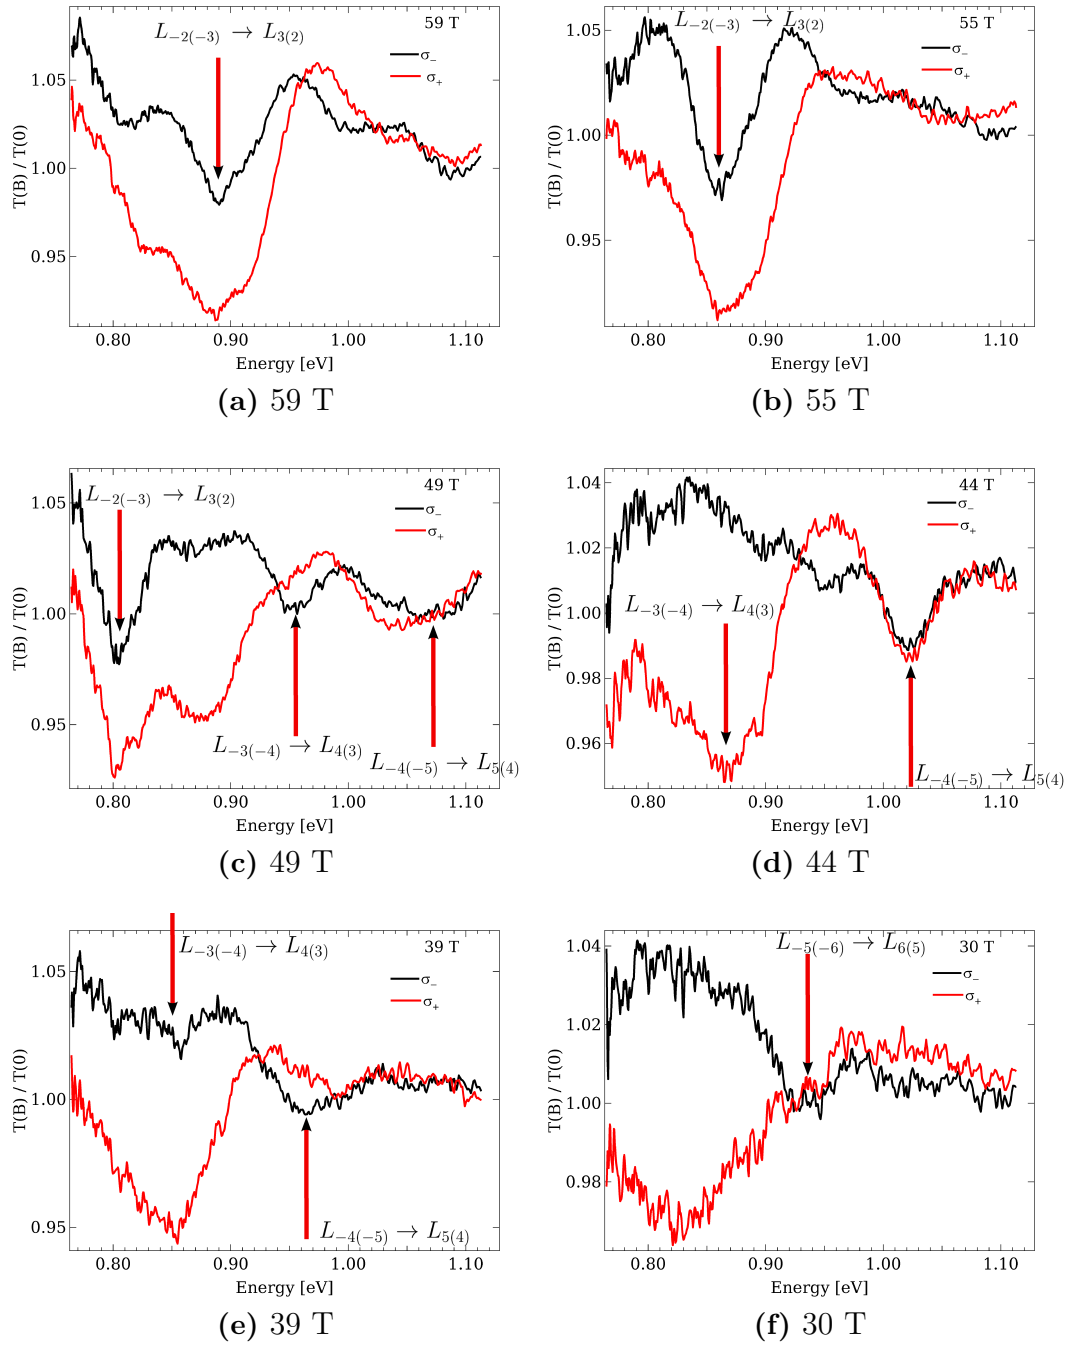 59 T
L₋₂₍₋₃₎ → L₃₍₂₎
σ₋
σ₊
1.05
1.00
0.95
T(B) / T(0)
0.80 0.90 1.00 1.10
Energy [eV]
(a) 59 T
55 T
L₋₂₍₋₃₎ → L₃₍₂₎
σ₋
σ₊
1.05
1.00
0.95
T(B) / T(0)
0.80 0.90 1.00 1.10
Energy [eV]
(b) 55 T
49 T
L₋₂₍₋₃₎ → L₃₍₂₎
σ₋
σ₊
1.05
1.00
0.95
T(B) / T(0)
L₋₃₍₋₄₎ → L₄₍₃₎
L₋₄₍₋₅₎ → L₅₍₄₎
0.80 0.90 1.00 1.10
Energy [eV]
(c) 49 T
44 T
σ₋
σ₊
1.04
1.02
1.00
0.98
0.96
T(B) / T(0)
L₋₃₍₋₄₎ → L₄₍₃₎
L₋₄₍₋₅₎ → L₅₍₄₎
0.80 0.90 1.00 1.10
Energy [eV]
(d) 44 T
39 T
L₋₃₍₋₄₎ → L₄₍₃₎
σ₋
σ₊
1.05
1.00
0.95
T(B) / T(0)
L₋₄₍₋₅₎ → L₅₍₄₎
0.80 0.90 1.00 1.10
Energy [eV]
(e) 39 T
30 T
L₋₅₍₋₆₎ → L₆₍₅₎
σ₋
σ₊
1.04
1.02
1.00
0.98
T(B) / T(0)
0.80 0.90 1.00 1.10
Energy [eV]
(f) 30 T